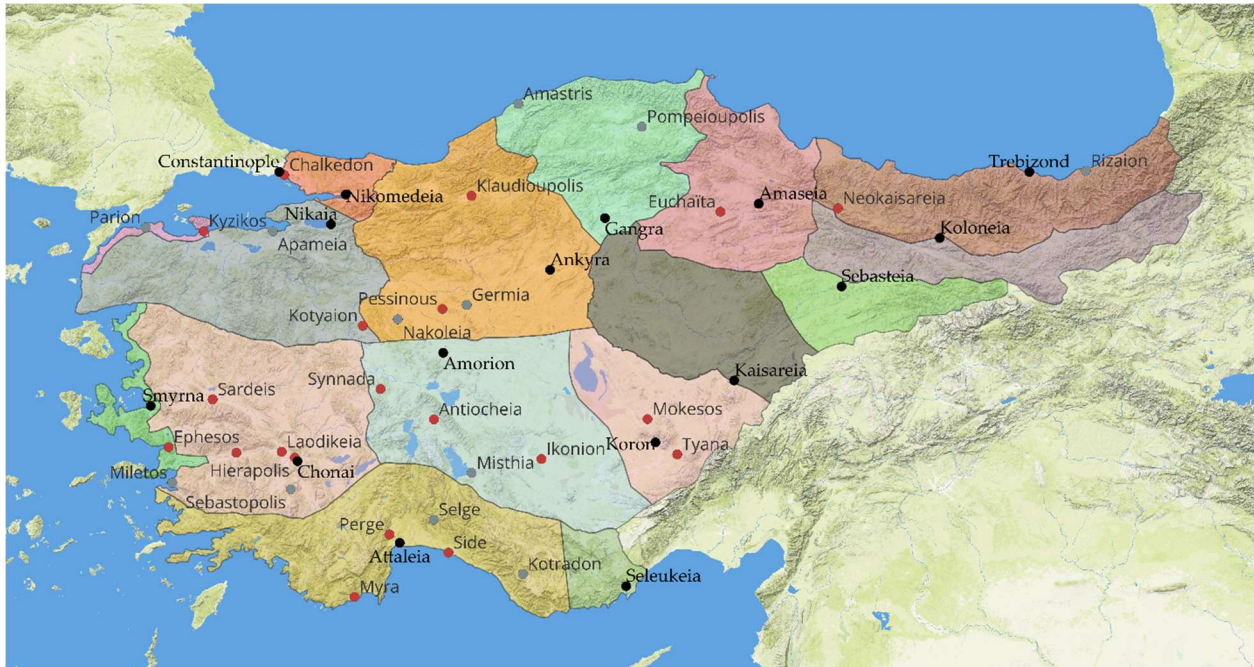 Amastris
Pompeioupolis
Constantinople
Chalkedon
Trebizond
Rizaion
Nikomedeia
Klaudioupolis
Euchaïta
Amaseia
Neokaisareia
Parion
Kyzikos
Nikaia
Apameia
Gangra
Koloneia
Ankyra
Sebasteia
Pessinous
Germia
Kotyaion
Nakoleia
Amorion
Synnada
Kaisareia
Smyrna
Sardeis
Antiocheia
Mokesos
Ephesos
Laodikeia
Koron
Tyana
Ikonion
Miletos
Hierapolis
Chonai
Misthia
Sebastopolis
Selge
Perge
Attaleia
Side
Kotradon
Seleukeia
Myra